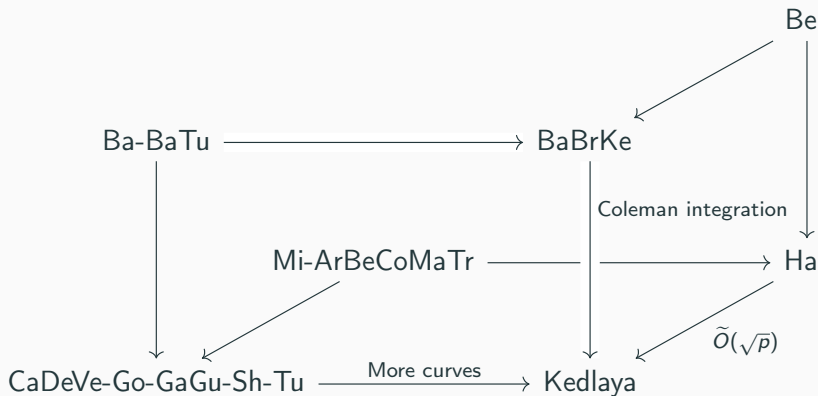 Be
Ba-BaTu
BaBrKe
Coleman integration
Mi-ArBeCoMaTr
Ha
Õ(√p)
CaDeVe-Go-GaGu-Sh-Tu
More curves
Kedlaya